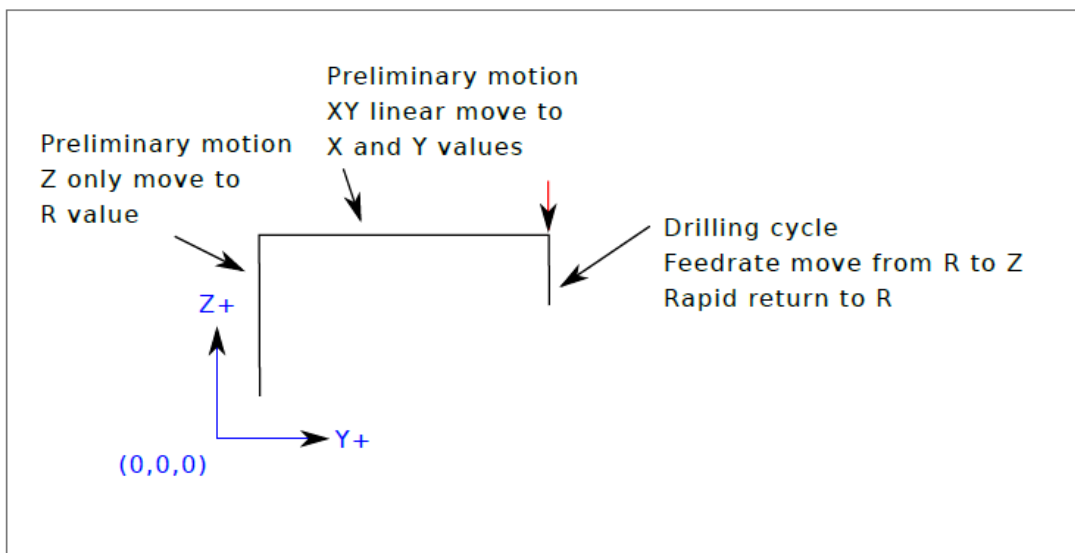 Preliminary motion
XY linear move to
X and Y values
Preliminary motion
Z only move to
R value
Drilling cycle
Feedrate move from R to Z
Rapid return to R
Z+
Y+
(0,0,0)